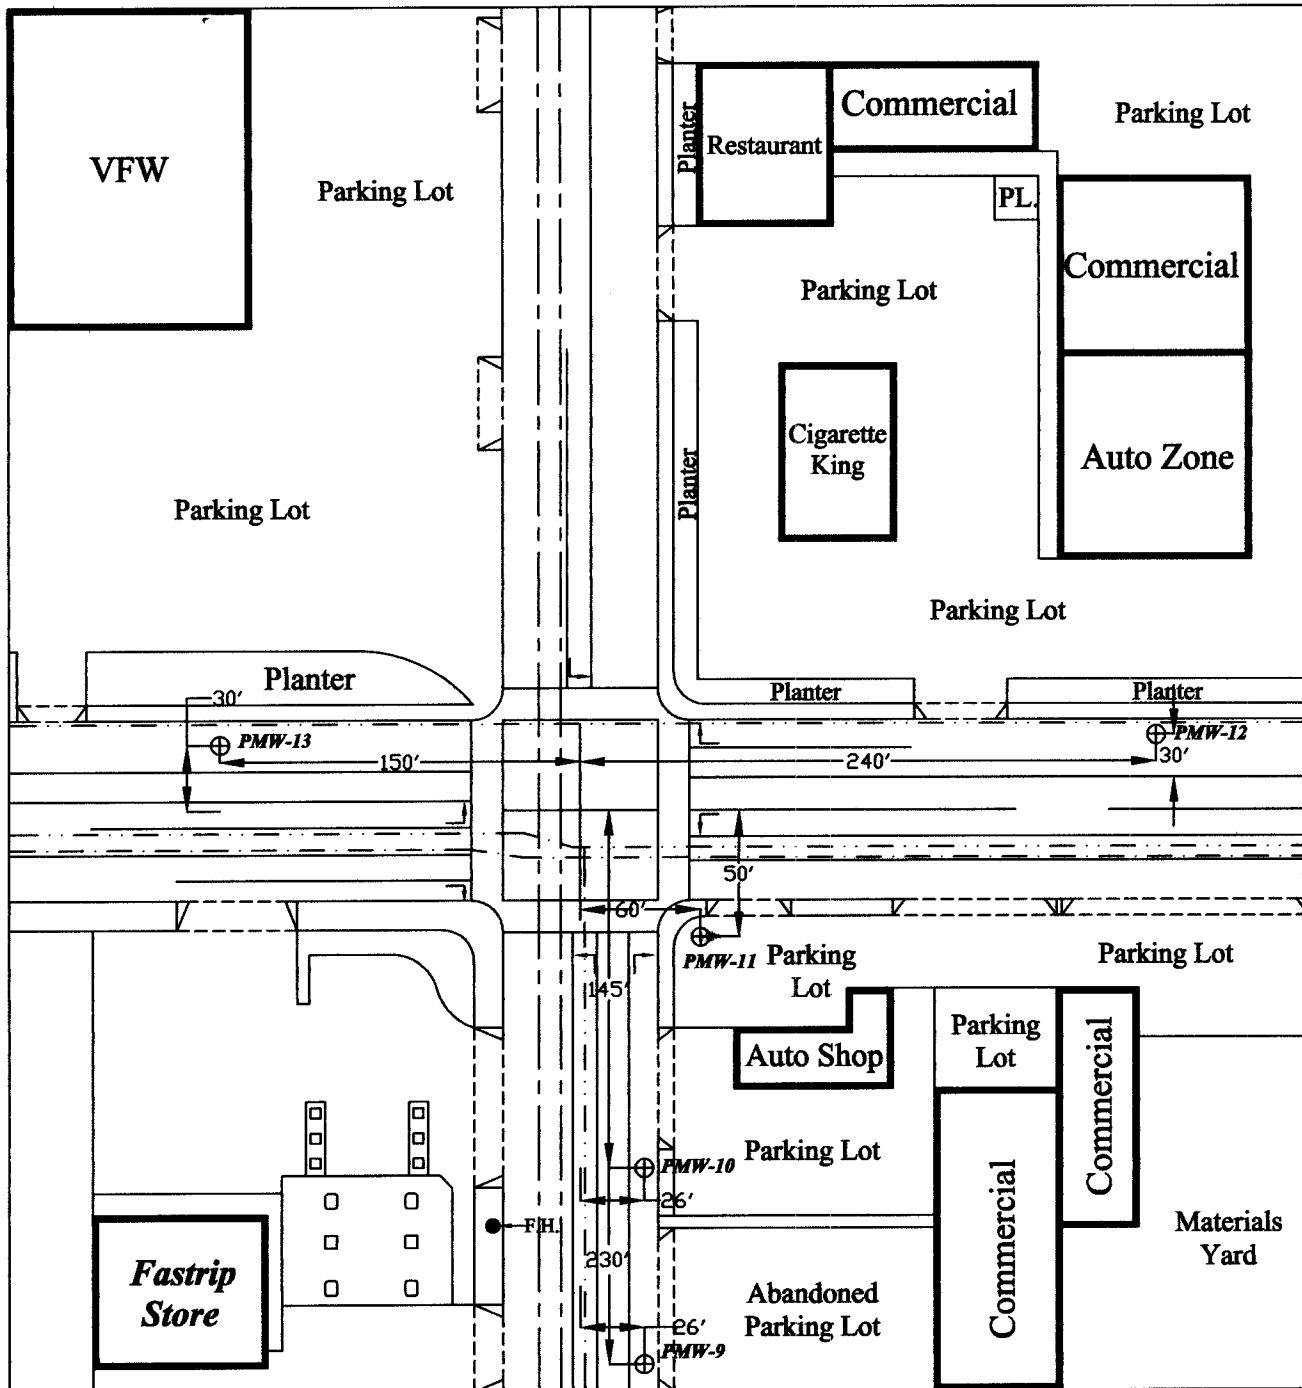 VFW
Parking Lot
Planter
Restaurant
Commercial
Parking Lot
PL.
Commercial
Parking Lot
Cigarette
King
Auto Zone
Planter
Parking Lot
Parking Lot
Planter
30'
Planter
Planter
PMW-13
150'
240'
PMW-12
30'
50'
60'
PMW-11
Parking
Lot
Parking Lot
145'
Parking
Lot
Auto Shop
Commercial
PMW-10
Parking Lot
26'
F.H.
230'
Commercial
Materials
Yard
Fastrip
Store
Abandoned
Parking Lot
26'
PMW-9